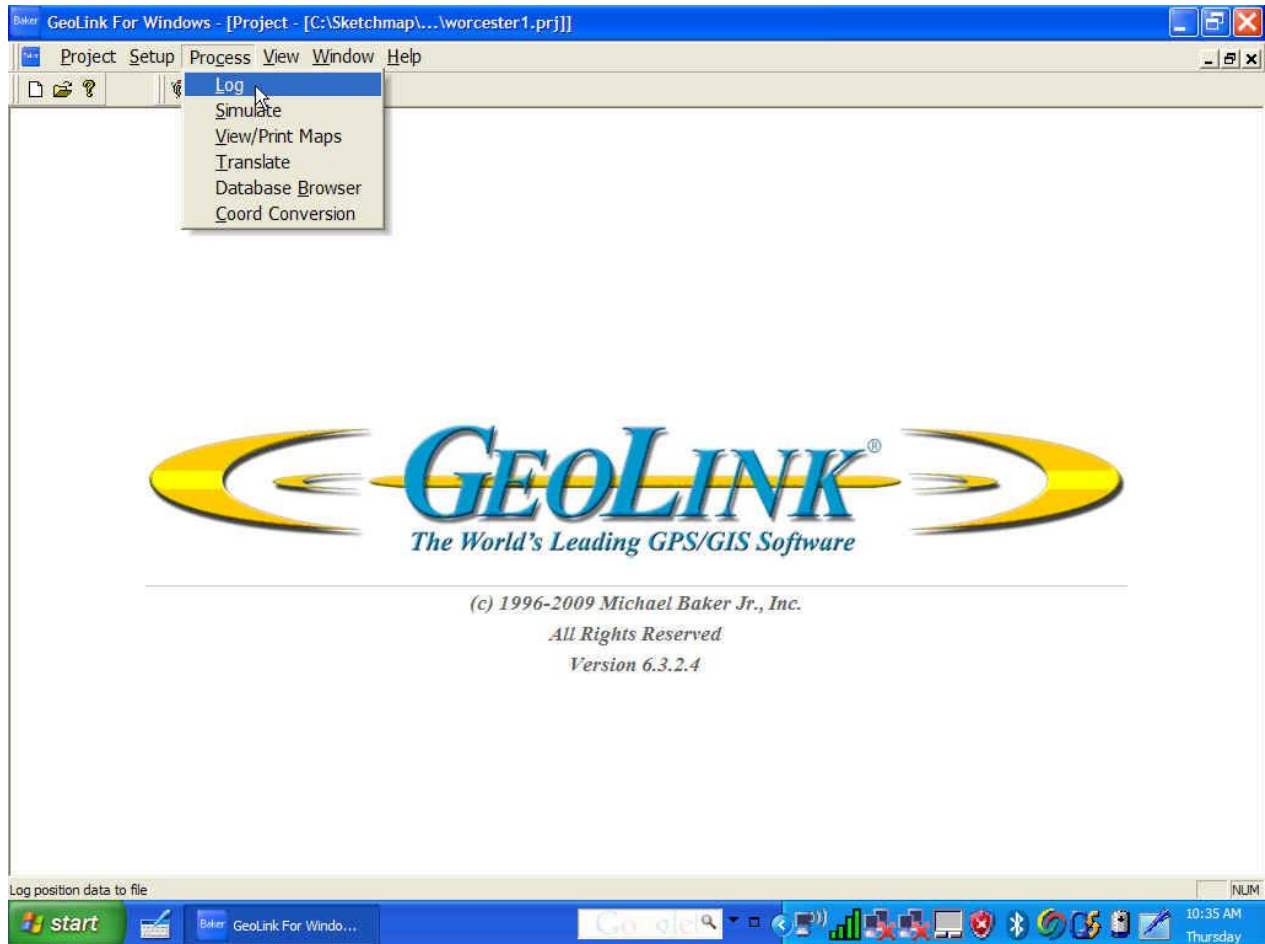 Baker GeoLink For Windows - [Project - [C:\Sketchmap\...\worcester1.prj]]
Project Setup Process View Window Help
Log
Simulate
View/Print Maps
Translate
Database Browser
Coord Conversion
GEOLINK®
The World's Leading GPS/GIS Software
(c) 1996-2009 Michael Baker Jr., Inc.
All Rights Reserved
Version 6.3.2.4
Log position data to file
NUM
start
Baker GeoLink For Windo...
Google
10:35 AM
Thursday